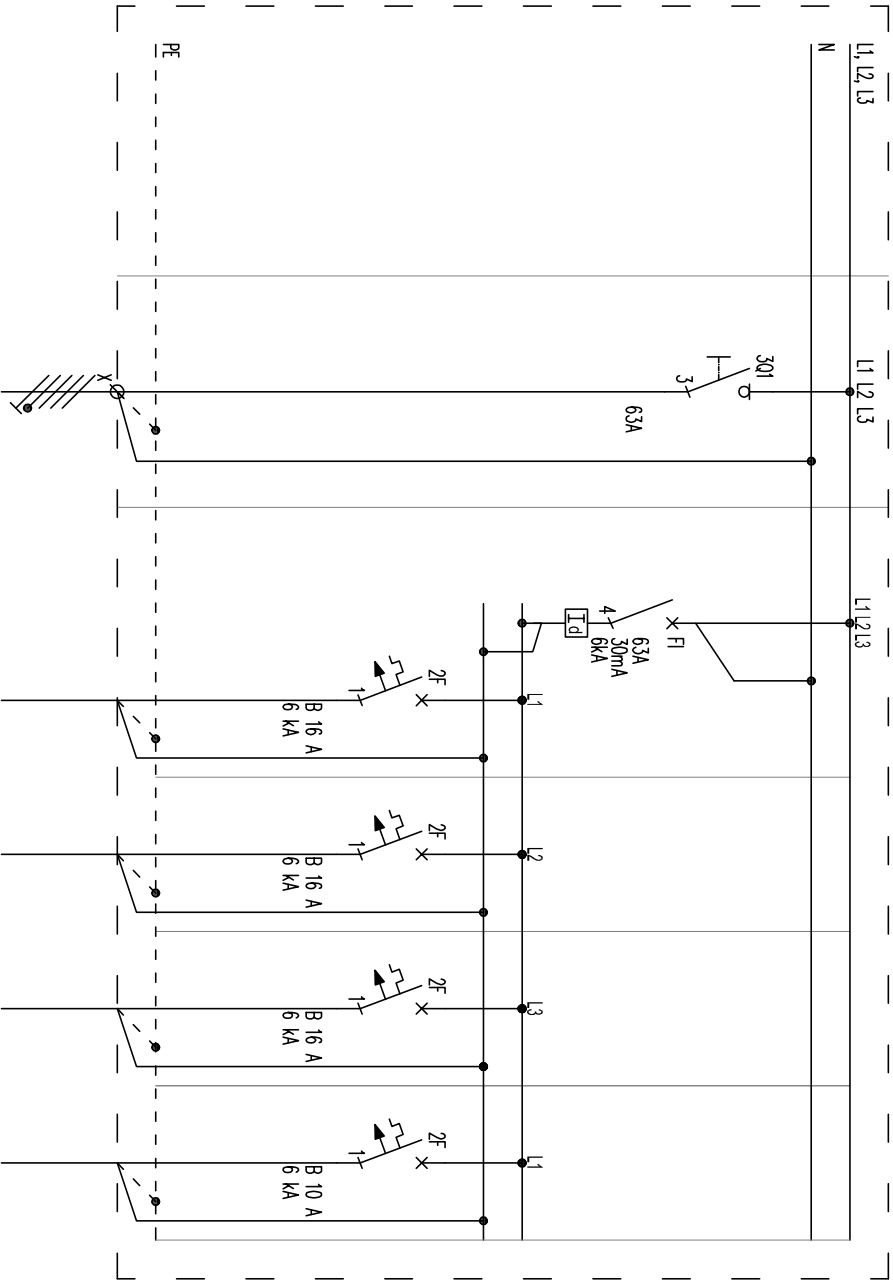 L1, L2, L3
N
PE
L1 L2 L3
3Q1
3
63A
X
L1 L2 L3
FI
4
63A
30mA
6kA
Id
L1
2F
1
B 16 A
6 kA
L2
2F
1
B 16 A
6 kA
L3
2F
1
B 16 A
6 kA
L1
2F
1
B 10 A
6 kA